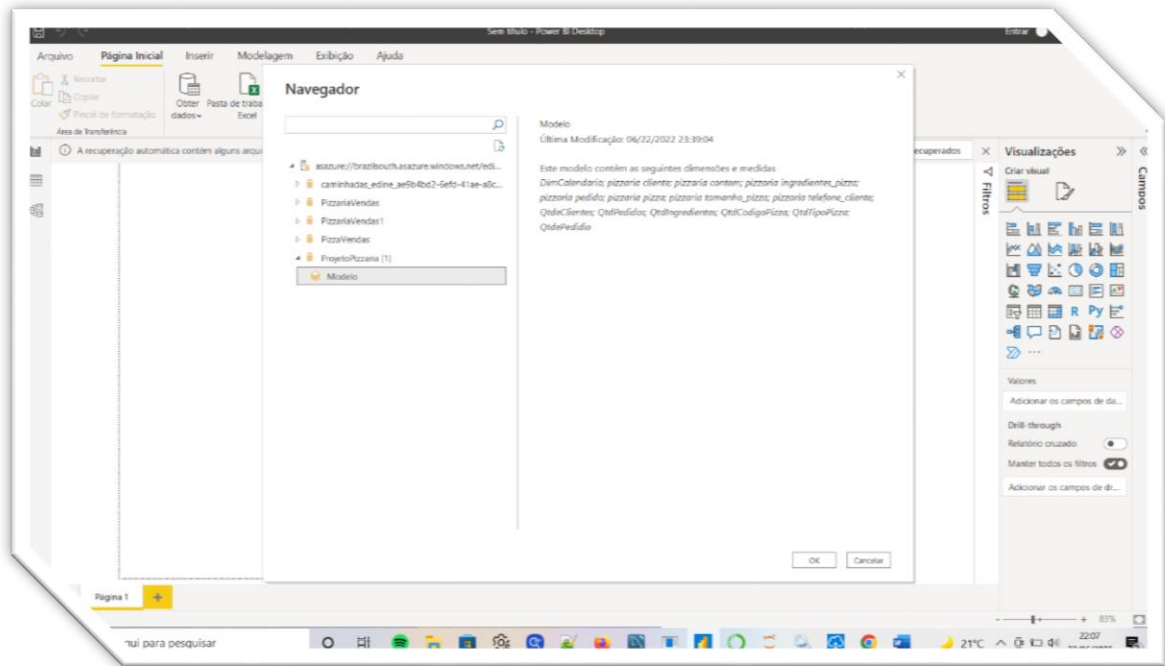 Sem título - Power BI Desktop
Entrar
Arquivo Página Inicial Inserir Modelagem Exibição Ajuda
Colar
Recortar
Copiar
Pincel de formatação
Área de Transferência
Obter dados
Pasta de traba
Excel
A recuperação automática contém alguns arqui
ecuperados
Navegador
asazure://brazilsouth.asazure.windows.net/edi...
PizzariaVendas
PizzariaVendas1
PizzaVendas
ProjetoPizzaria [1]
Modelo
Modelo
Última Modificação: 06/22/2022 23:39:04
Este modelo contém as seguintes dimensões e medidas
DimCalendario; pizzaria cliente; pizzaria contem; pizzaria ingredientes_pizza;
pizzaria pedido; pizzaria pizza; pizzaria tamanho_pizza; pizzaria telefone_cliente;
QtdeClientes; QtdPedidos; QtdIngredientes; QtdCodigoPizza; QtdTipoPizza;
QtdePedidio
OK Cancelar
Filtros
Visualizações
Criar visual
R Py
Valores
Adicionar os campos de da...
Drill-through
Relatório cruzado
Manter todos os filtros
Adicionar os campos de dr...
Campos
Página 1
83%
qui para pesquisar
21°C
22:07